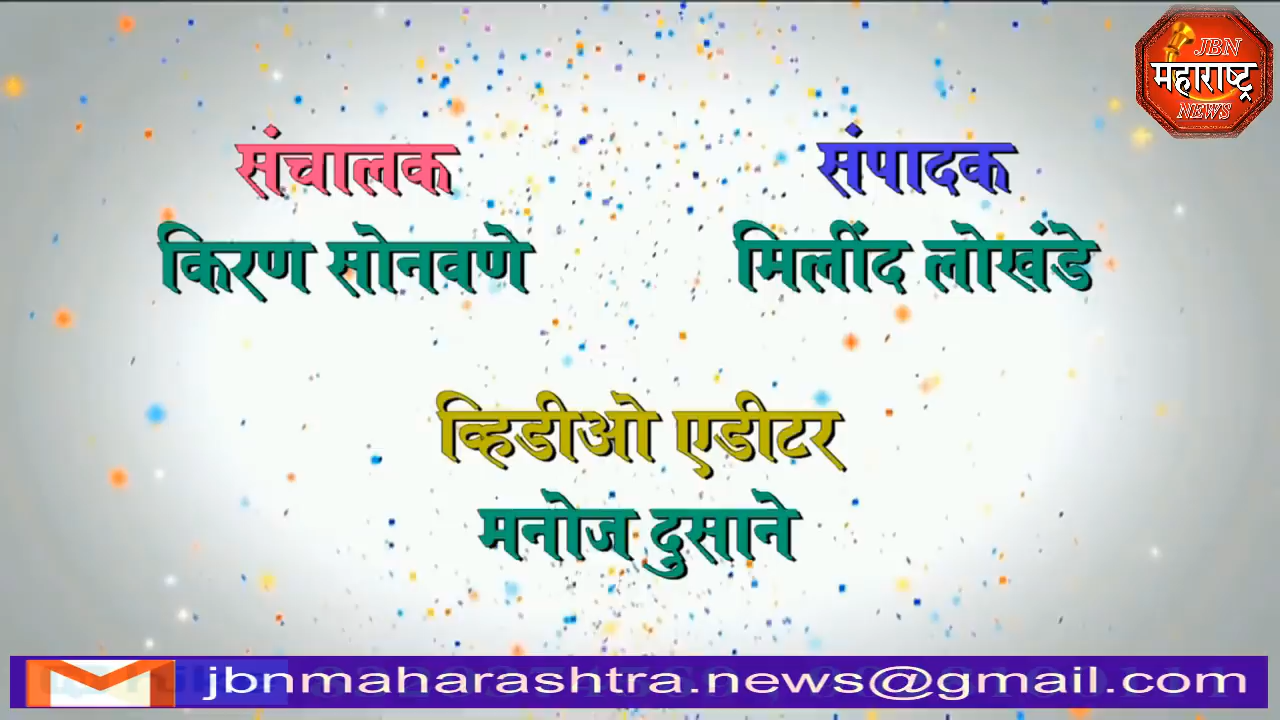 JBN
महाराष्ट्र
NEWS
संचालक
किरण सोनवणे
संपादक
मिलींद लोखंडे
व्हिडीओ एडीटर
मनोज दुसाने
jbnmaharashtra.news@gmail.com